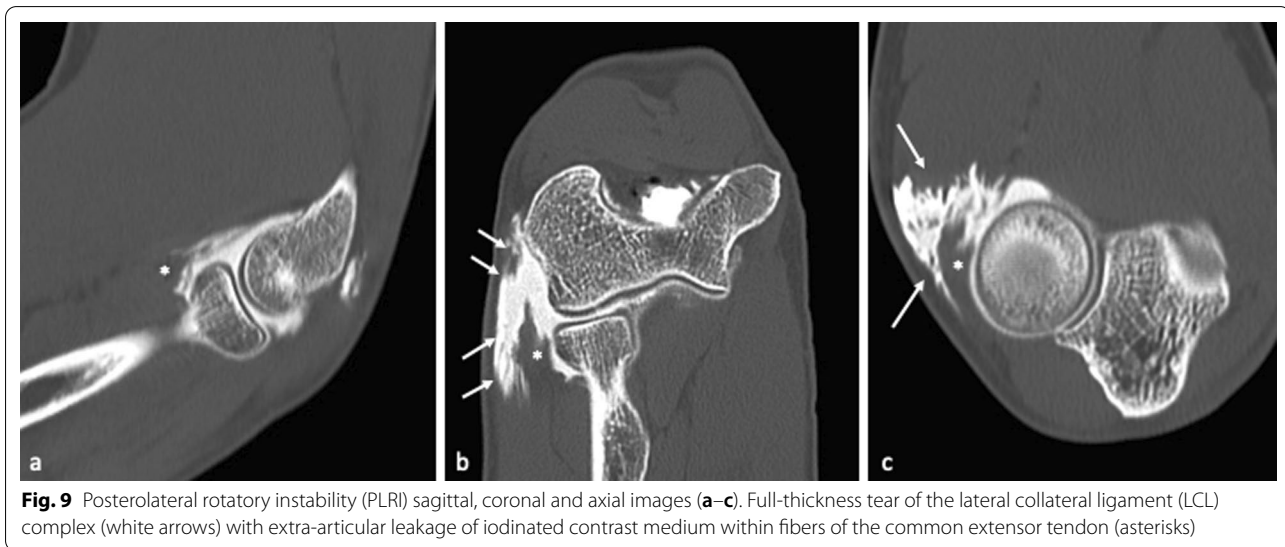 a
b
c
Fig. 9 Posterolateral rotatory instability (PLRI) sagittal, coronal and axial images (a–c). Full-thickness tear of the lateral collateral ligament (LCL)
complex (white arrows) with extra-articular leakage of iodinated contrast medium within fibers of the common extensor tendon (asterisks)